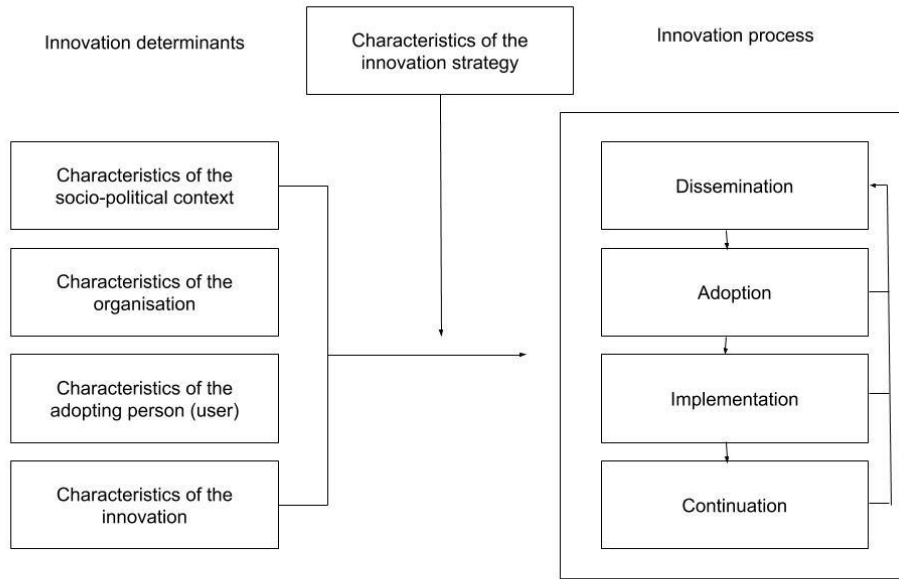 Innovation determinants
Characteristics of the
innovation strategy
Innovation process
Characteristics of the
socio-political context
Characteristics of the
organisation
Characteristics of the
adopting person (user)
Characteristics of the
innovation
Dissemination
Adoption
Implementation
Continuation